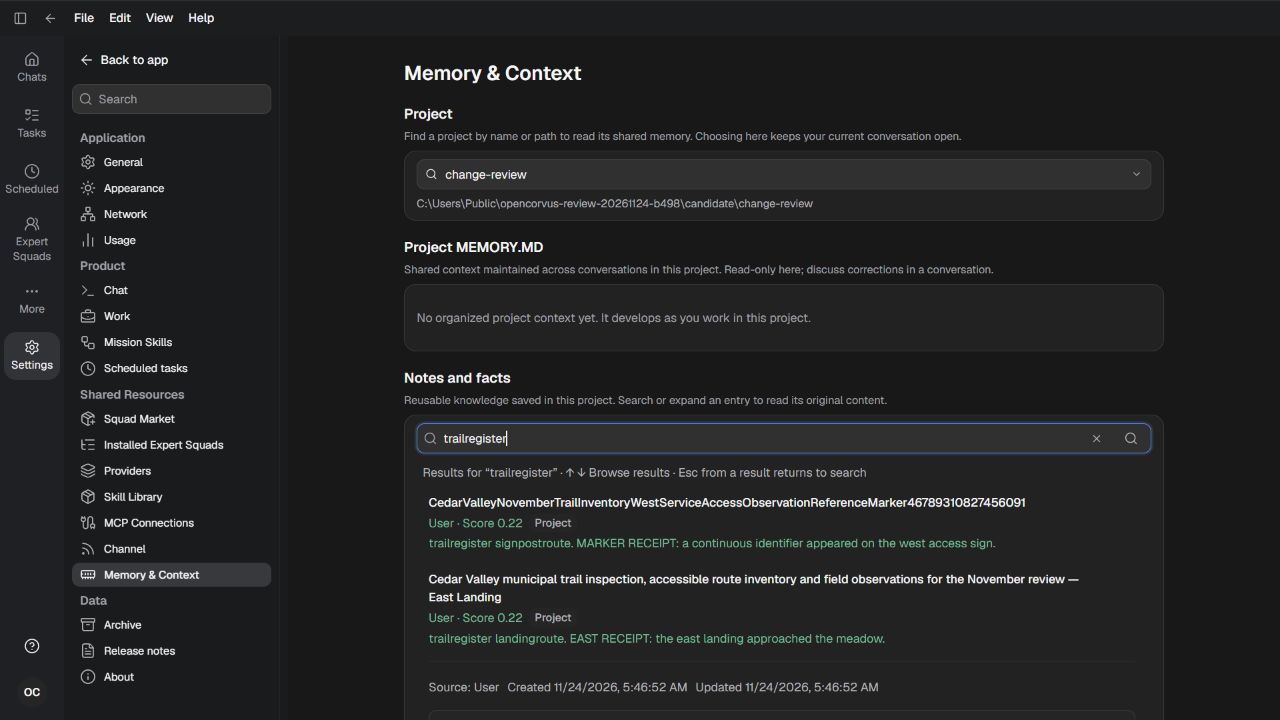 File Edit View Help
Chats
Tasks
Scheduled
Expert
Squads
More
Settings
OC
Back to app
Search
Application
General
Appearance
Network
Usage
Product
Chat
Work
Mission Skills
Scheduled tasks
Shared Resources
Squad Market
Installed Expert Squads
Providers
Skill Library
MCP Connections
Channel
Memory & Context
Data
Archive
Release notes
About
Memory & Context
Project
Find a project by name or path to read its shared memory. Choosing here keeps your current conversation open.
change-review
C:\Users\Public\opencorvus-review-20261124-b498\candidate\change-review
Project MEMORY.MD
Shared context maintained across conversations in this project. Read-only here; discuss corrections in a conversation.
No organized project context yet. It develops as you work in this project.
Notes and facts
Reusable knowledge saved in this project. Search or expand an entry to read its original content.
trailregister
Results for “trailregister” · ↑ ↓ Browse results · Esc from a result returns to search
CedarValleyNovemberTrailInventoryWestServiceAccessObservationReferenceMarker46789310827456091
User · Score 0.22 Project
trailregister signpostroute. MARKER RECEIPT: a continuous identifier appeared on the west access sign.
Cedar Valley municipal trail inspection, accessible route inventory and field observations for the November review —
East Landing
User · Score 0.22 Project
trailregister landingroute. EAST RECEIPT: the east landing approached the meadow.
Source: User Created 11/24/2026, 5:46:52 AM Updated 11/24/2026, 5:46:52 AM